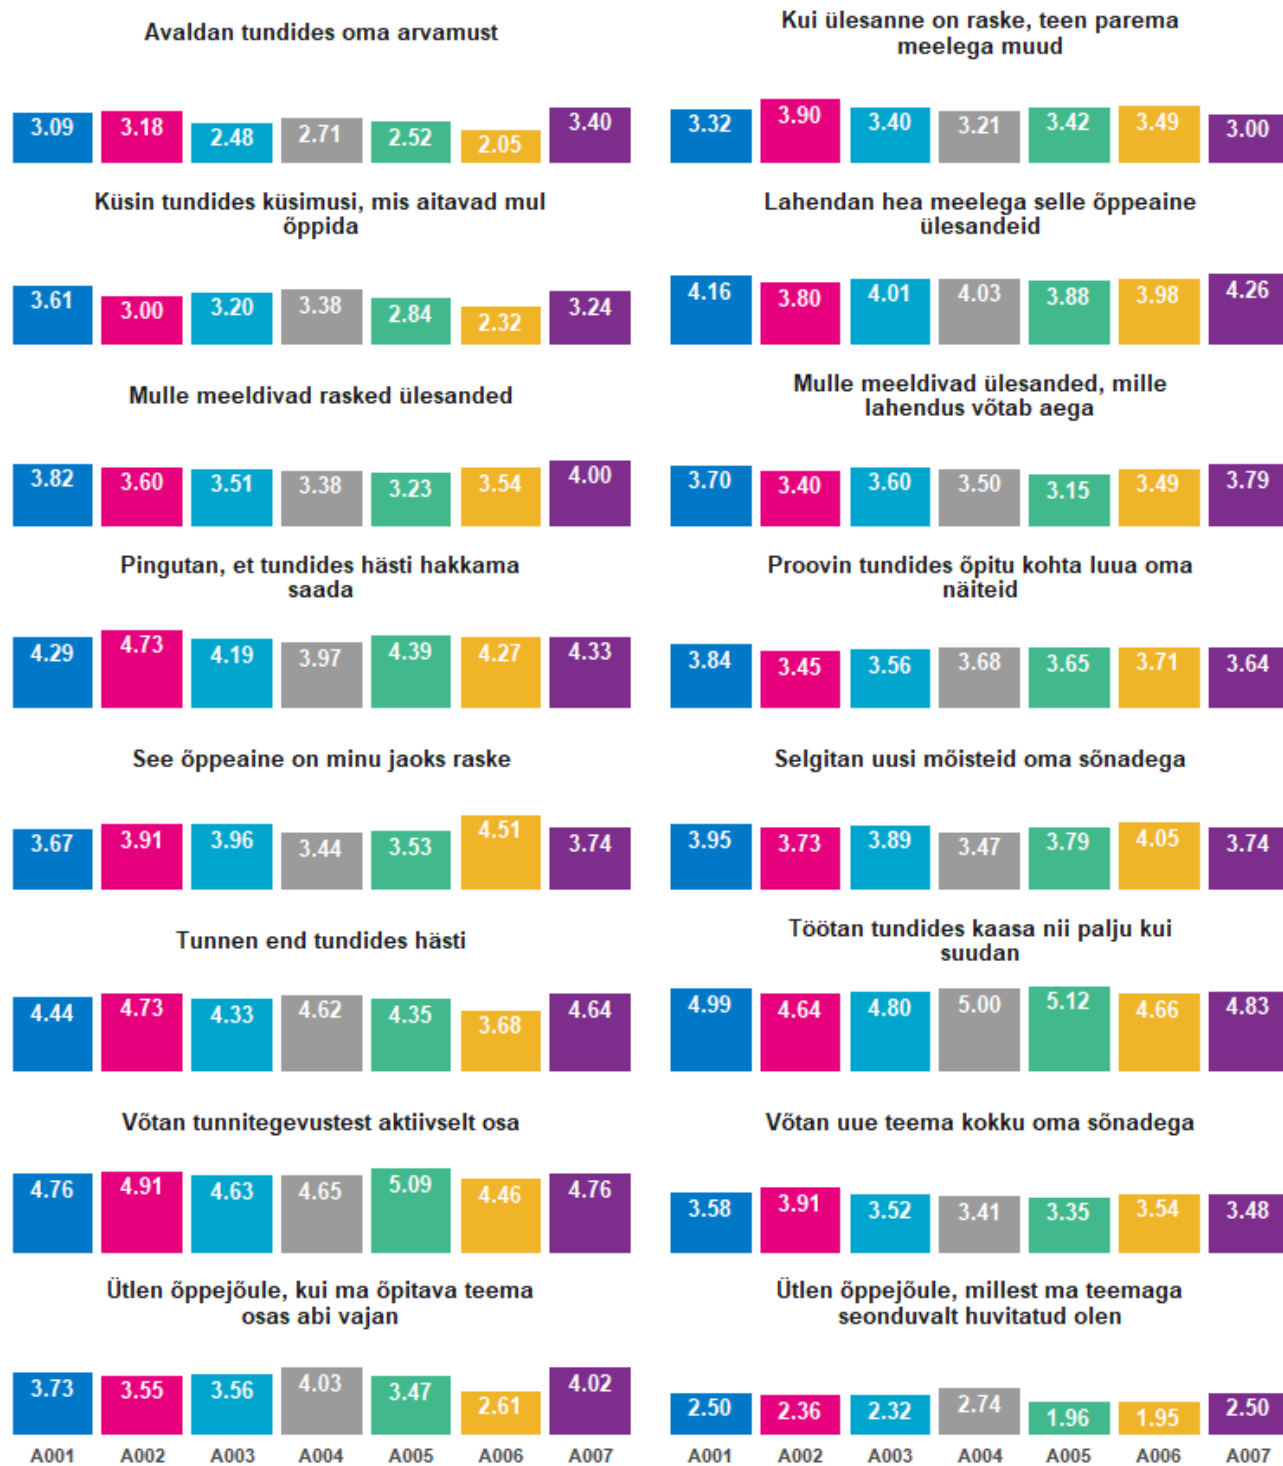 Avaldan tundides oma arvamust
3.09 3.18 2.48 2.71 2.52 2.05 3.40
Kui ülesanne on raske, teen parema
meelega muud
3.32 3.90 3.40 3.21 3.42 3.49 3.00
Küsin tundides küsimusi, mis aitavad mul
õppida
3.61 3.00 3.20 3.38 2.84 2.32 3.24
Lahendan hea meelega selle õppeaine
ülesandeid
4.16 3.80 4.01 4.03 3.88 3.98 4.26
Mulle meeldivad rasked ülesanded
3.82 3.60 3.51 3.38 3.23 3.54 4.00
Mulle meeldivad ülesanded, mille
lahendus võtab aega
3.70 3.40 3.60 3.50 3.15 3.49 3.79
Pingutan, et tundides hästi hakkama
saada
4.29 4.73 4.19 3.97 4.39 4.27 4.33
Proovin tundides õpitu kohta luua oma
näiteid
3.84 3.45 3.56 3.68 3.65 3.71 3.64
See õppeaine on minu jaoks raske
3.67 3.91 3.96 3.44 3.53 4.51 3.74
Selgitan uusi mõisteid oma sõnadega
3.95 3.73 3.89 3.47 3.79 4.05 3.74
Tunnen end tundides hästi
4.44 4.73 4.33 4.62 4.35 3.68 4.64
Töötan tundides kaasa nii palju kui
suudan
4.99 4.64 4.80 5.00 5.12 4.66 4.83
Võtan tunnitegevustest aktiivselt osa
4.76 4.91 4.63 4.65 5.09 4.46 4.76
Võtan uue teema kokku oma sõnadega
3.58 3.91 3.52 3.41 3.35 3.54 3.48
Ütlen õppejõule, kui ma õpitava teema
osas abi vajan
3.73 3.55 3.56 4.03 3.47 2.61 4.02
A001 A002 A003 A004 A005 A006 A007
Ütlen õppejõule, millest ma teemaga
seonduvalt huvitatud olen
2.50 2.36 2.32 2.74 1.96 1.95 2.50
A001 A002 A003 A004 A005 A006 A007